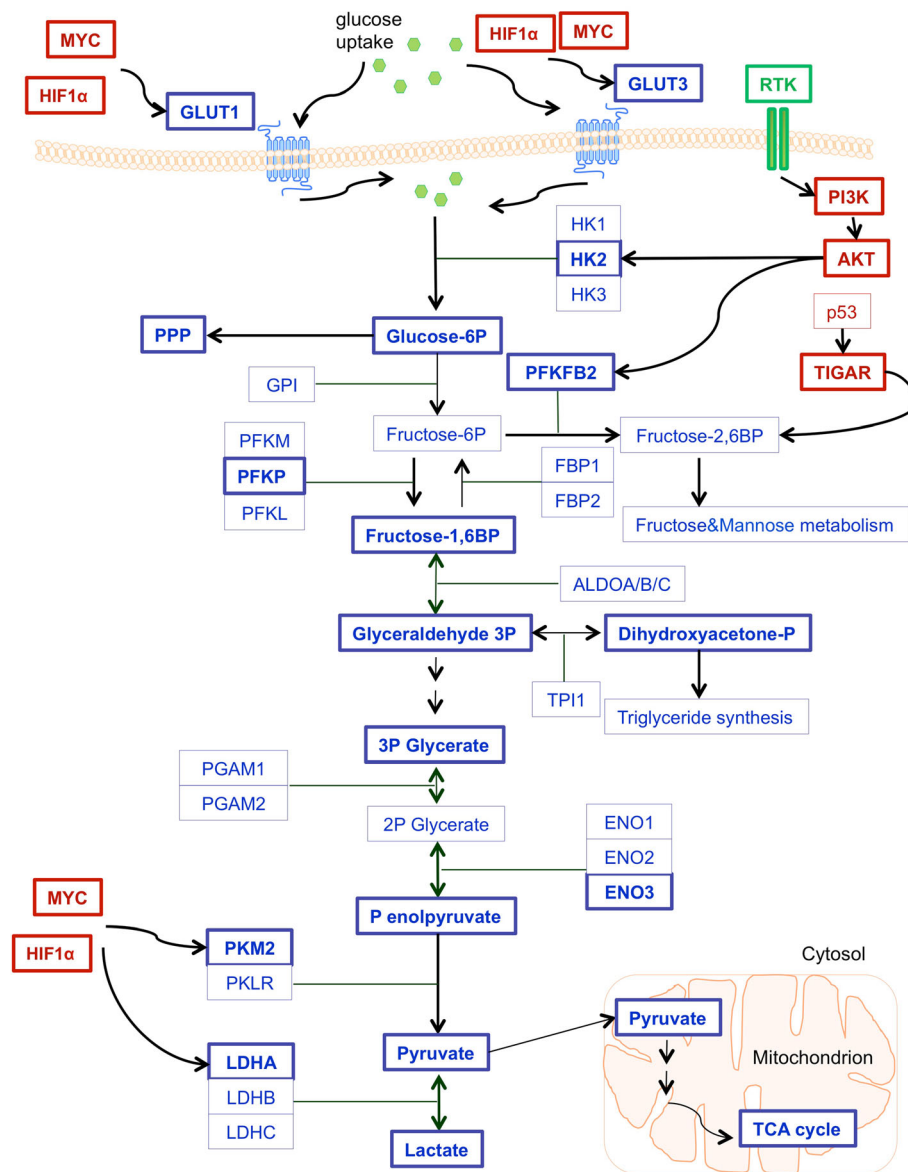 glucose
uptake
MYC
HIF1α
GLUT1
HIF1α
MYC
GLUT3
RTK
PI3K
AKT
HK1
HK2
HK3
p53
TIGAR
PPP
Glucose-6P
PFKFB2
GPI
Fructose-6P
Fructose-2,6BP
PFKM
PFKP
PFKL
FBP1
FBP2
Fructose&Mannose metabolism
Fructose-1,6BP
ALDOA/B/C
Glyceraldehyde 3P
Dihydroxyacetone-P
TPI1
Triglyceride synthesis
3P Glycerate
PGAM1
PGAM2
2P Glycerate
ENO1
ENO2
ENO3
P enolpyruvate
MYC
HIF1α
PKM2
PKLR
Cytosol
Pyruvate
Pyruvate
Mitochondrion
LDHA
LDHB
LDHC
TCA cycle
Lactate